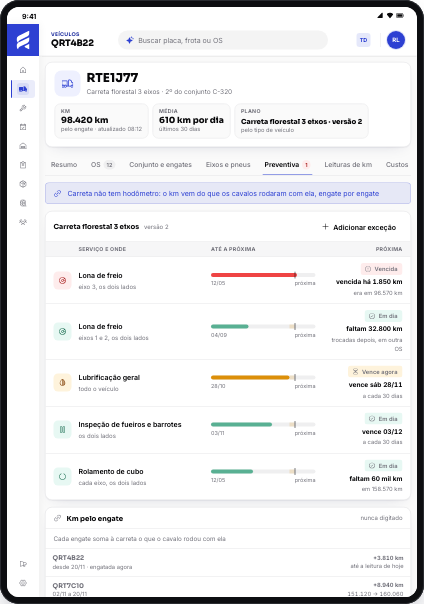 9:41
VEÍCULOS
QRT4B22
Buscar placa, frota ou OS
TD
RL
RTE1J77
Carreta florestal 3 eixos · 2º do conjunto C-320
KM
98.420 km
pelo engate · atualizado 08:12
MÉDIA
610 km por dia
últimos 30 dias
PLANO
Carreta florestal 3 eixos · versão 2
pelo tipo de veículo
Resumo
OS 12
Conjunto e engates
Eixos e pneus
Preventiva 1
Leituras de km
Custos
Carreta não tem hodômetro: o km vem do que os cavalos rodaram com ela, engate por engate
Carreta florestal 3 eixos versão 2
+ Adicionar exceção
SERVIÇO E ONDE
ATÉ A PRÓXIMA
PRÓXIMA
Lona de freio
eixo 3, os dois lados
12/05
próxima
Vencida
vencida há 1.850 km
era em 96.570 km
Lona de freio
eixos 1 e 2, os dois lados
04/09
próxima
Em dia
faltam 32.800 km
trocadas depois, em outra
OS
Lubrificação geral
todo o veículo
28/10
próxima
Vence agora
vence sáb 28/11
a cada 30 dias
Inspeção de fueiros e barrotes
os dois lados
03/11
próxima
Em dia
vence 03/12
a cada 30 dias
Rolamento de cubo
cada eixo, os dois lados
12/05
próxima
Em dia
faltam 60 mil km
em 158.570 km
Km pelo engate
nunca digitado
Cada engate soma à carreta o que o cavalo rodou com ela
QRT4B22
desde 20/11 · engatada agora
+3.810 km
até a leitura de hoje
QRT7C10
02/11 a 20/11
+8.940 km
151.120 → 160.060